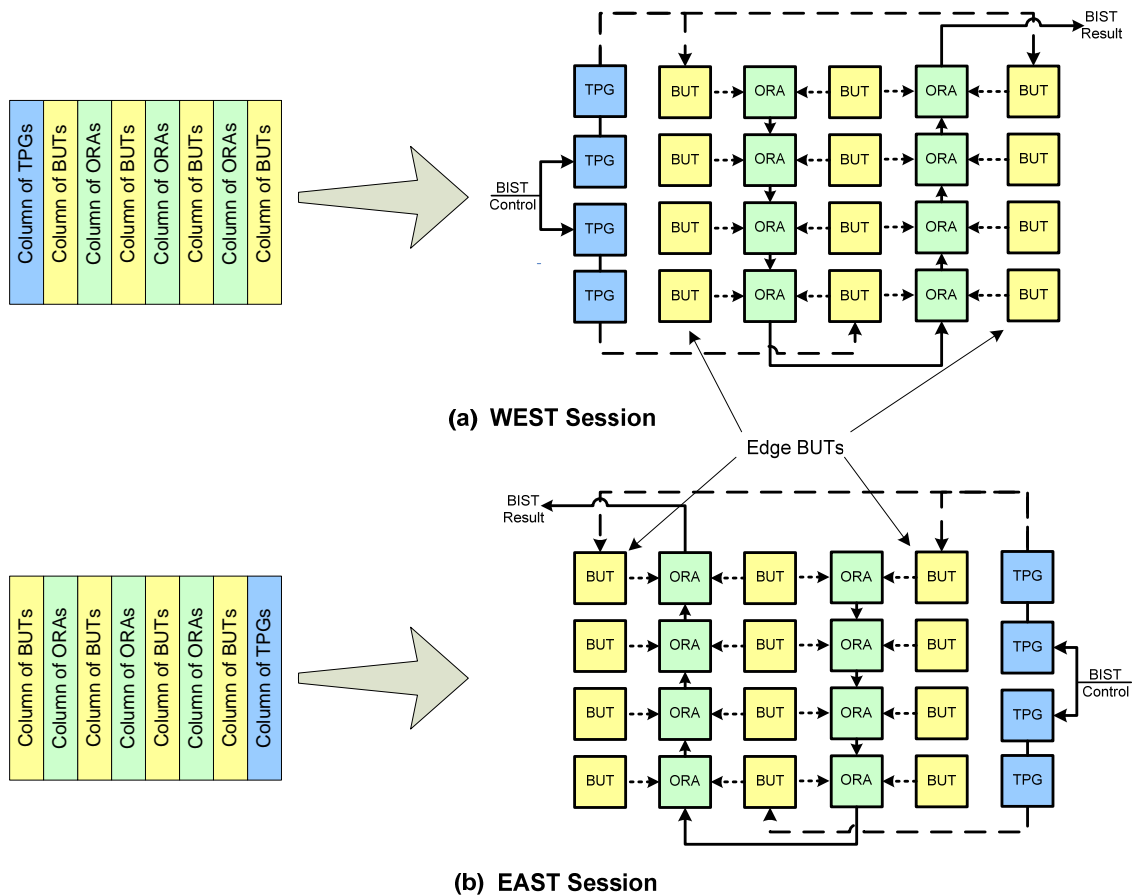 BIST
Result
TPG BUT ORA BUT ORA BUT
TPG BUT ORA BUT ORA BUT
BIST
Control
TPG BUT ORA BUT ORA BUT
TPG BUT ORA BUT ORA BUT
Column of TPGs
Column of BUTs
Column of ORAs
Column of BUTs
Column of ORAs
Column of BUTs
Column of ORAs
Column of BUTs
(a) WEST Session
Edge BUTs
BIST
Result
BUT ORA BUT ORA BUT TPG
BUT ORA BUT ORA BUT TPG
BIST
Control
BUT ORA BUT ORA BUT TPG
BUT ORA BUT ORA BUT TPG
Column of BUTs
Column of ORAs
Column of BUTs
Column of ORAs
Column of BUTs
Column of ORAs
Column of BUTs
Column of TPGs
(b) EAST Session